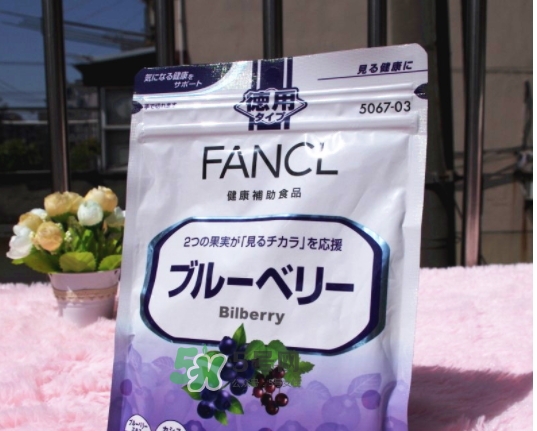 気になる健康を
サポート
見る健康に
徳用
タイプ
5067-03
FANCL
健康補助食品
2つの果実が「見るチカラ」を応援
ブルーベリー
Bilberry